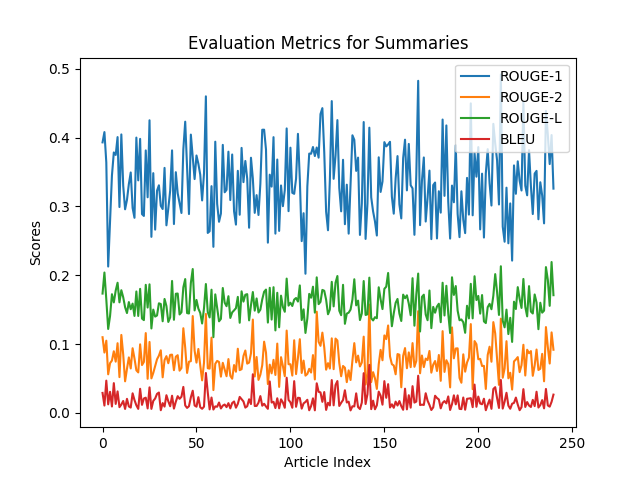 Evaluation Metrics for Summaries
ROUGE-1
ROUGE-2
ROUGE-L
BLEU
0.5
0.4
0.3
0.2
0.1
0.0
Scores
0
50
100
150
200
250
Article Index